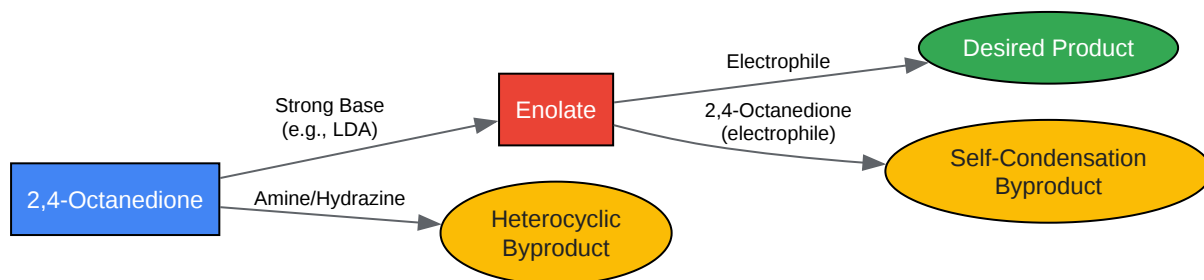 2,4-Octanedione
Strong Base
(e.g., LDA)
Amine/Hydrazine
Enolate
Heterocyclic
Byproduct
Electrophile
2,4-Octanedione
(electrophile)
Desired Product
Self-Condensation
Byproduct